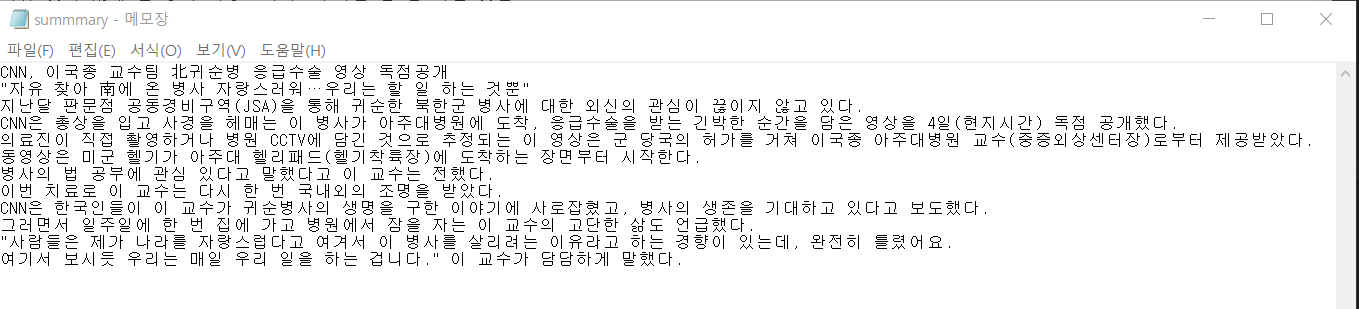 summmary - 메모장
파일(F) 편집(E) 서식(O) 보기(V) 도움말(H)
CNN, 이국종 교수팀 北귀순병 응급수술 영상 독점공개
"자유 찾아 南에 온 병사 자랑스러워…우리는 할 일 하는 것뿐"
지난달 판문점 공동경비구역(JSA)을 통해 귀순한 북한군 병사에 대한 외신의 관심이 끊이지 않고 있다.
CNN은 총상을 입고 사경을 헤매는 이 병사가 아주대병원에 도착, 응급수술을 받는 긴박한 순간을 담은 영상을 4일(현지시간) 독점 공개했다.
의료진이 직접 촬영하거나 병원 CCTV에 담긴 것으로 추정되는 이 영상은 군 당국의 허가를 거쳐 이국종 아주대병원 교수(중증외상센터장)로부터 제공받았다.
동영상은 미군 헬기가 아주대 헬리패드(헬기착륙장)에 도착하는 장면부터 시작한다.
병사의 법 공부에 관심 있다고 말했다고 이 교수는 전했다.
이번 치료로 이 교수는 다시 한 번 국내외의 조명을 받았다.
CNN은 한국인들이 이 교수가 귀순병사의 생명을 구한 이야기에 사로잡혔고, 병사의 생존을 기대하고 있다고 보도했다.
그러면서 일주일에 한 번 집에 가고 병원에서 잠을 자는 이 교수의 고단한 삶도 언급했다.
"사람들은 제가 나라를 자랑스럽다고 여겨서 이 병사를 살리려는 이유라고 하는 경향이 있는데, 완전히 틀렸어요.
여기서 보시듯 우리는 매일 우리 일을 하는 겁니다." 이 교수가 담담하게 말했다.